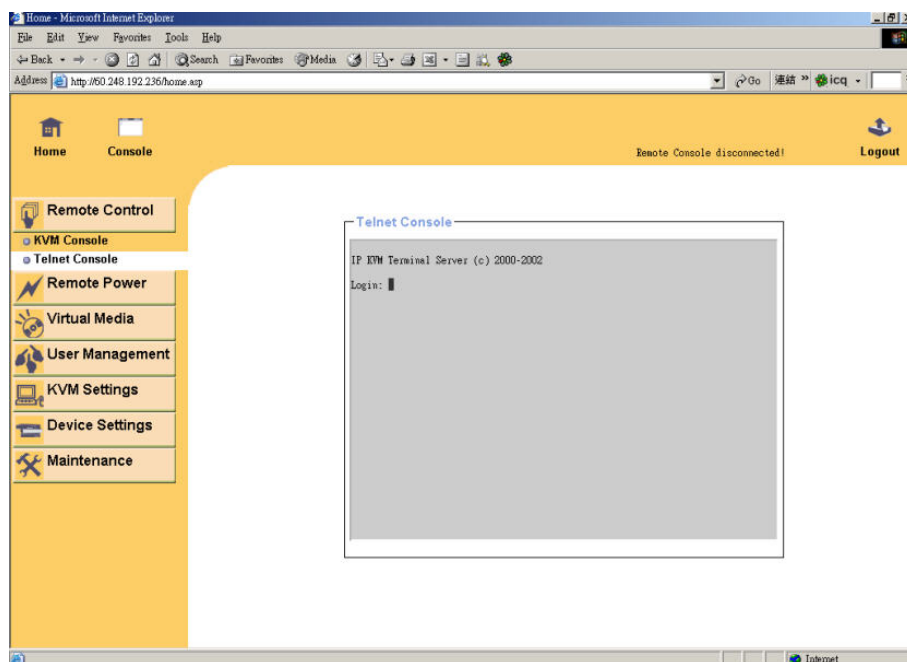 Home - Microsoft Internet Explorer
File Edit View Favorites Tools Help
Back Search Favorites Media
Address http://60.248.192.236/home.asp Go 連結 » icq
Home Console Remote Console disconnected! Logout
Remote Control
KVM Console
Telnet Console
Remote Power
Virtual Media
User Management
KVM Settings
Device Settings
Maintenance
Telnet Console
IP KVM Terminal Server (c) 2000-2002
Login:
Internet